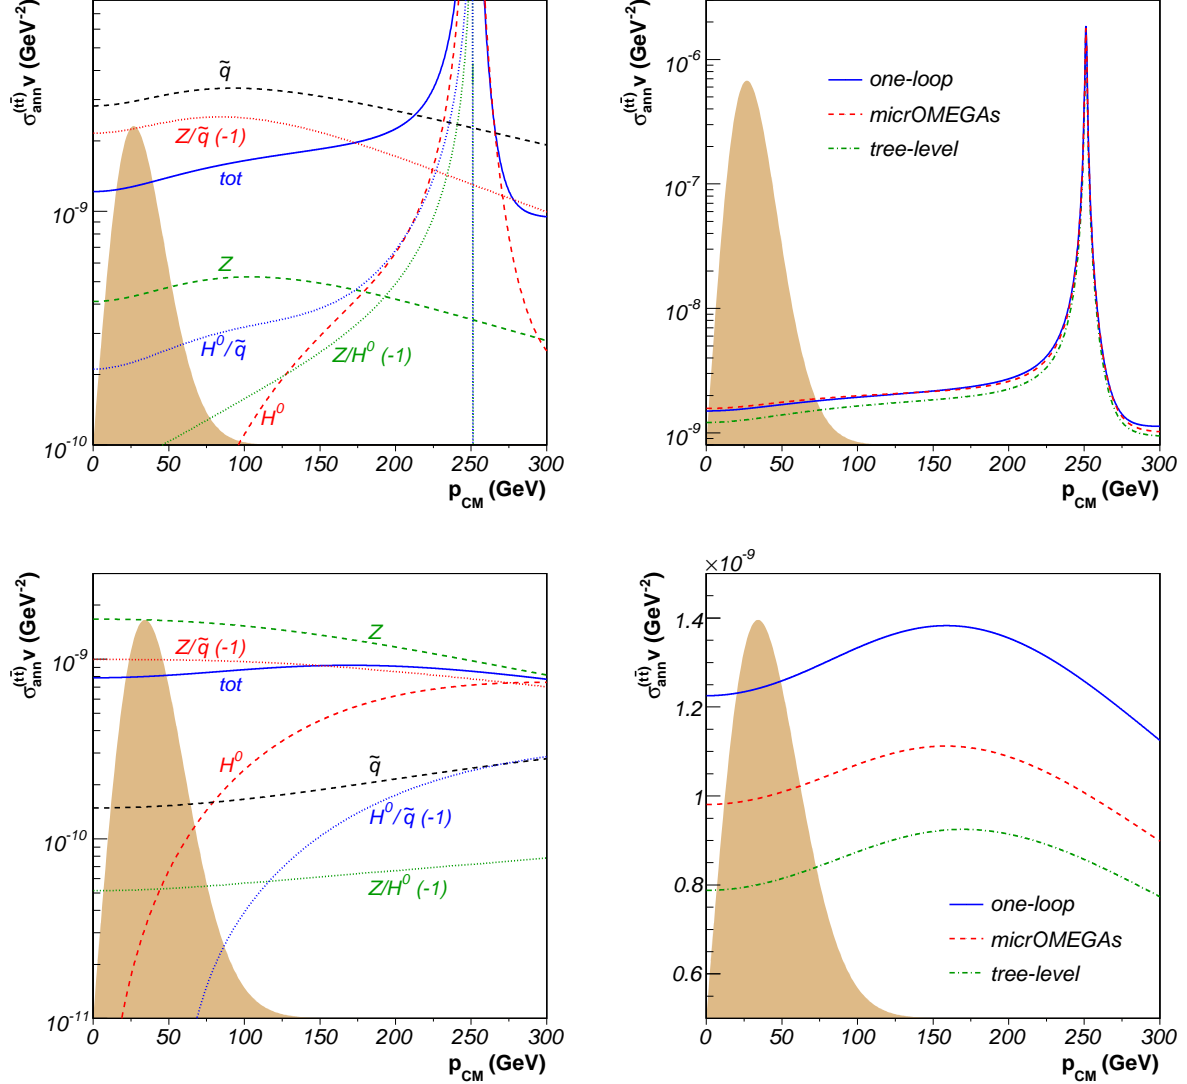 σ_ann^(tt̄) v (GeV^-2)
10^-9
10^-10
q̃
Z/q̃ (-1)
tot
Z
H^0/q̃
Z/H^0 (-1)
H^0
0 50 100 150 200 250 300
p_CM (GeV)
σ_ann^(tt̄) v (GeV^-2)
10^-6
10^-7
10^-8
10^-9
one-loop
micrOMEGAs
tree-level
0 50 100 150 200 250 300
p_CM (GeV)
σ_ann^(tt̄) v (GeV^-2)
10^-9
10^-10
10^-11
Z
Z/q̃ (-1)
tot
H^0
q̃
H^0/q̃ (-1)
Z/H^0 (-1)
0 50 100 150 200 250 300
p_CM (GeV)
×10^-9
σ_ann^(tt̄) v (GeV^-2)
1.4
1.2
1
0.8
0.6
one-loop
micrOMEGAs
tree-level
0 50 100 150 200 250 300
p_CM (GeV)